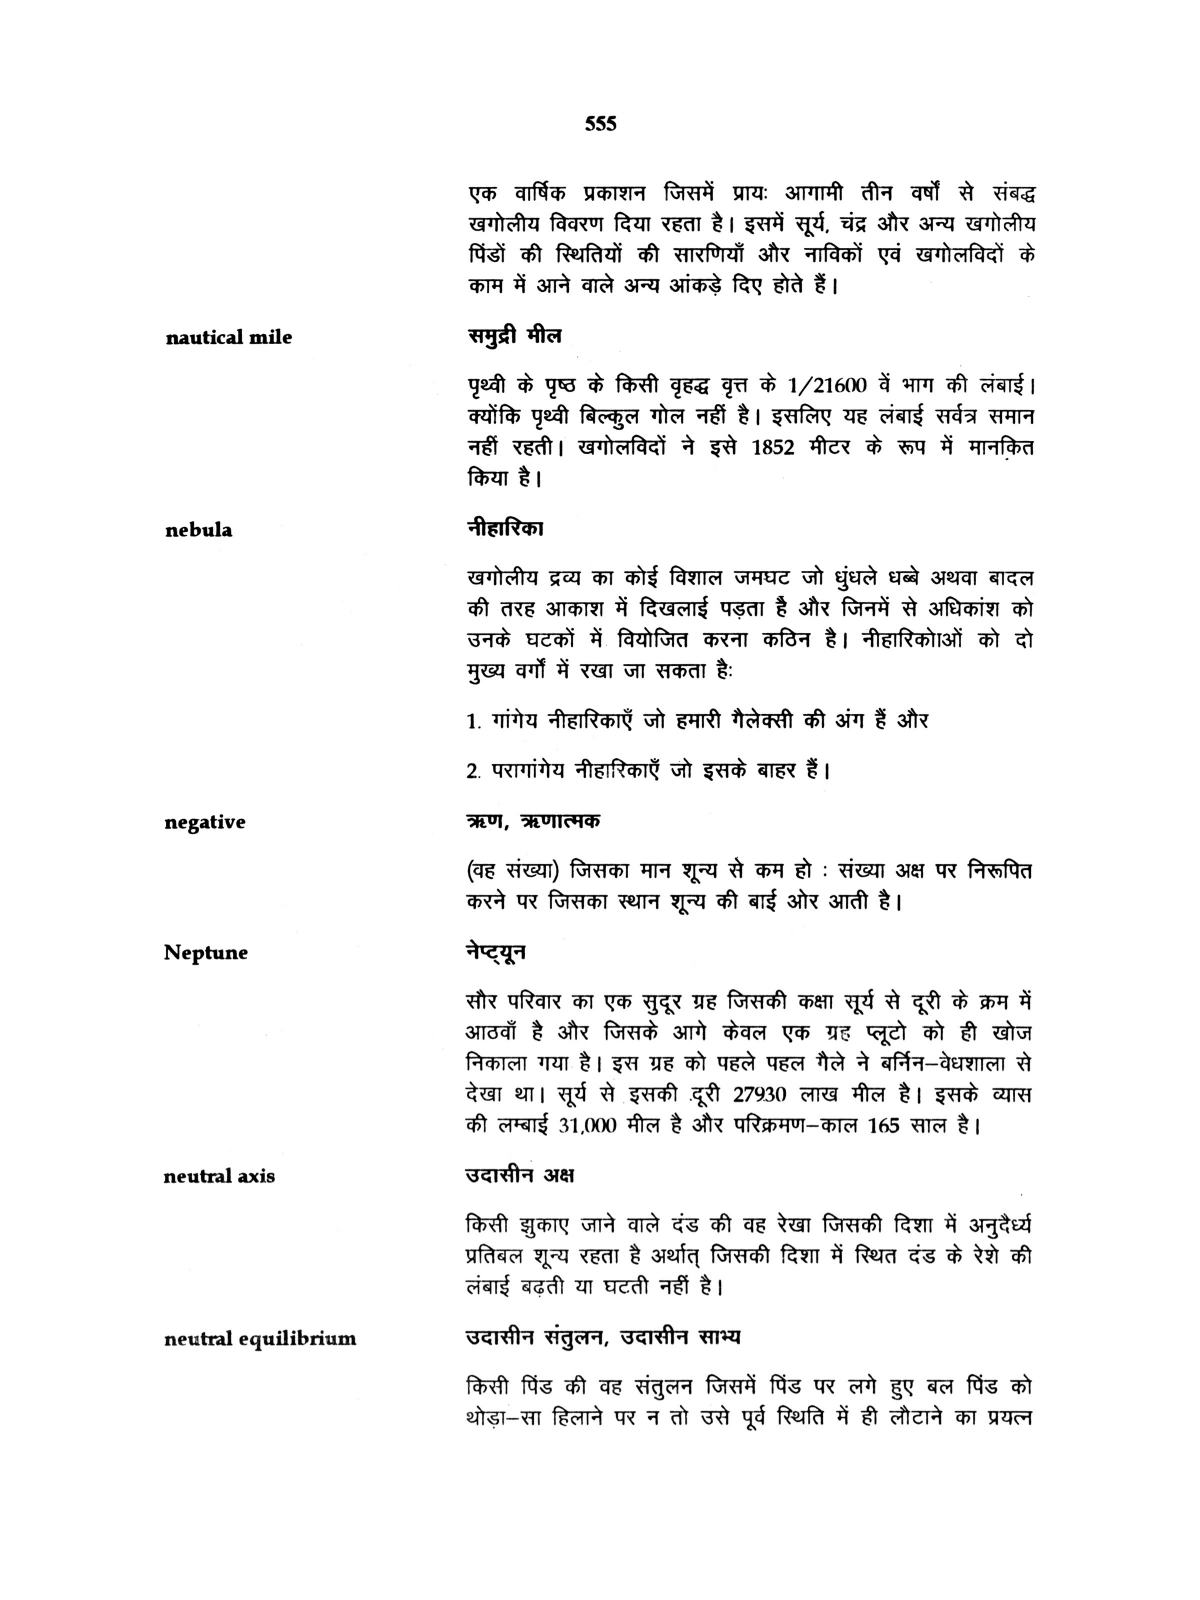 555
एक वार्षिक प्रकाशन जिसमें प्रायः आगामी तीन वर्षों से संबद्ध
खगोलीय विवरण दिया रहता है। इसमें सूर्य, चंद्र और अन्य खगोलीय
पिंडों की स्थितियों की सारणियाँ और नाविकों एवं खगोलविदों के
काम में आने वाले अन्य आंकड़े दिए होते हैं।
nautical mile समुद्री मील
पृथ्वी के पृष्ठ के किसी वृहद्ध वृत्त के 1/21600 वें भाग की लंबाई।
क्योंकि पृथ्वी बिल्कुल गोल नहीं है। इसलिए यह लंबाई सर्वत्र समान
नहीं रहती। खगोलविदों ने इसे 1852 मीटर के रूप में मानकित
किया है।
nebula नीहारिका
खगोलीय द्रव्य का कोई विशाल जमघट जो धुंधले धब्बे अथवा बादल
की तरह आकाश में दिखलाई पड़ता है और जिनमें से अधिकांश को
उनके घटकों में वियोजित करना कठिन है। नीहारिकोाओं को दो
मुख्य वर्गों में रखा जा सकता हैः
1. गांगेय नीहारिकाएँ जो हमारी गैलेक्सी की अंग हैं और
2. परागांगेय नीहारिकाएँ जो इसके बाहर हैं।
negative ऋण, ऋणात्मक
(वह संख्या) जिसका मान शून्य से कम हो : संख्या अक्ष पर निरूपित
करने पर जिसका स्थान शून्य की बाई ओर आती है।
Neptune नेप्ट्यून
सौर परिवार का एक सुदूर ग्रह जिसकी कक्षा सूर्य से दूरी के क्रम में
आठवाँ है और जिसके आगे केवल एक ग्रह प्लूटो को ही खोज
निकाला गया है। इस ग्रह को पहले पहल गैले ने बर्निन–वेधशाला से
देखा था। सूर्य से इसकी दूरी 27930 लाख मील है। इसके व्यास
की लम्बाई 31,000 मील है और परिक्रमण–काल 165 साल है।
neutral axis उदासीन अक्ष
किसी झुकाए जाने वाले दंड की वह रेखा जिसकी दिशा में अनुदैर्ध्य
प्रतिबल शून्य रहता है अर्थात् जिसकी दिशा में स्थित दंड के रेशे की
लंबाई बढ़ती या घटती नहीं है।
neutral equilibrium उदासीन संतुलन, उदासीन साभ्य
किसी पिंड की वह संतुलन जिसमें पिंड पर लगे हुए बल पिंड को
थोड़ा–सा हिलाने पर न तो उसे पूर्व स्थिति में ही लौटाने का प्रयत्न